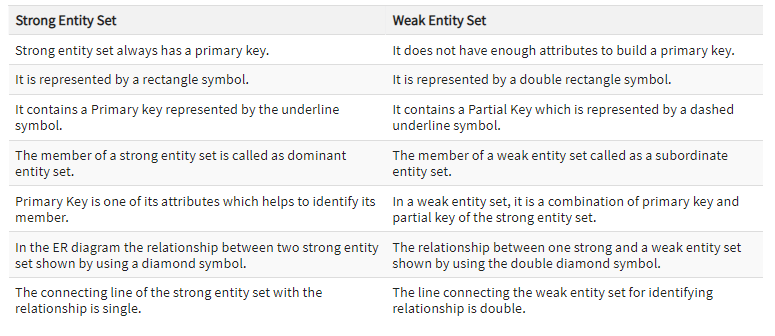 Strong Entity Set
Weak Entity Set
Strong entity set always has a primary key.
It does not have enough attributes to build a primary key.
It is represented by a rectangle symbol.
It is represented by a double rectangle symbol.
It contains a Primary key represented by the underline
symbol.
It contains a Partial Key which is represented by a dashed
underline symbol.
The member of a strong entity set is called as dominant
entity set.
The member of a weak entity set called as a subordinate
entity set.
Primary Key is one of its attributes which helps to identify its
member.
In a weak entity set, it is a combination of primary key and
partial key of the strong entity set.
In the ER diagram the relationship between two strong entity
set shown by using a diamond symbol.
The relationship between one strong and a weak entity set
shown by using the double diamond symbol.
The connecting line of the strong entity set with the
relationship is single.
The line connecting the weak entity set for identifying
relationship is double.